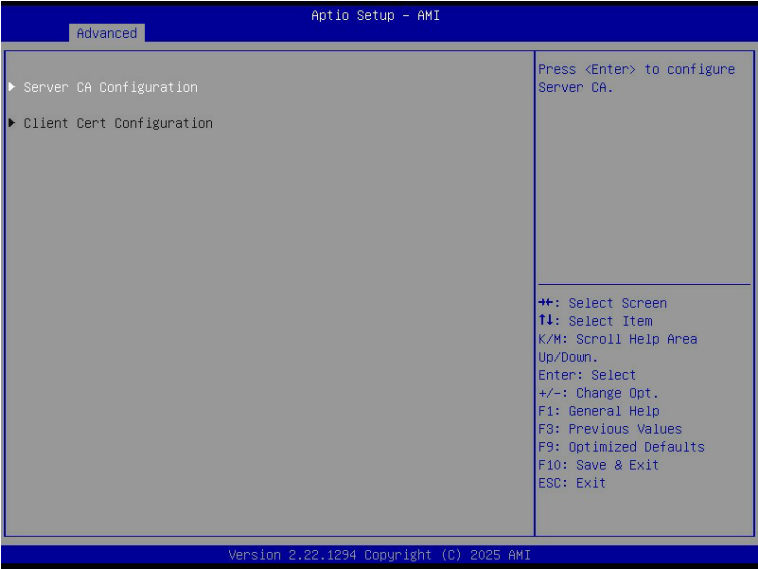 Aptio Setup – AMI
Advanced
Server CA Configuration
Client Cert Configuration
Press <Enter> to configure
Server CA.
→←: Select Screen
↑↓: Select Item
K/M: Scroll Help Area
Up/Down.
Enter: Select
+/-: Change Opt.
F1: General Help
F3: Previous Values
F9: Optimized Defaults
F10: Save & Exit
ESC: Exit
Version 2.22.1294 Copyright (C) 2025 AMI